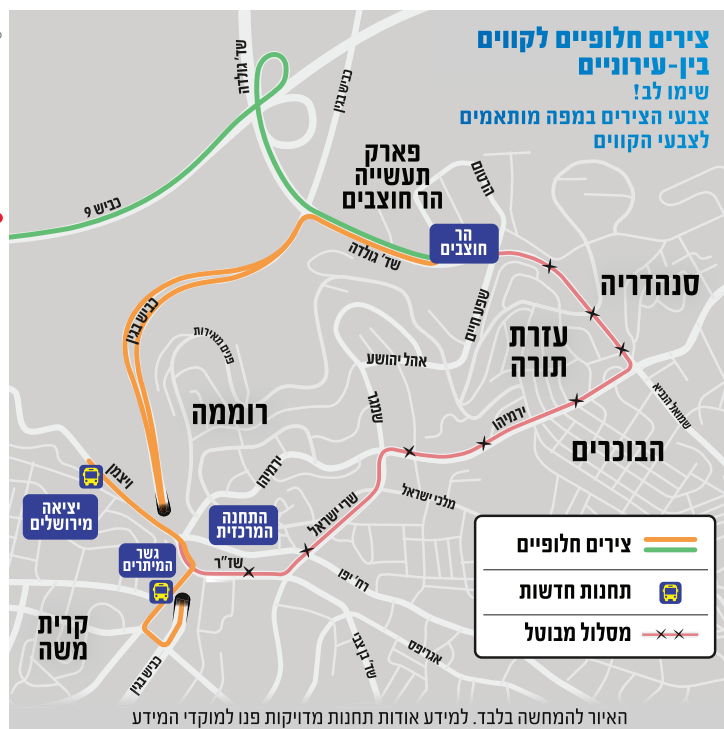 צירים חלופיים לקווים
בין-עירוניים
שימו לב!
צבעי הצירים במפה מותאמים
לצבעי הקווים
שד' גולדה
כביש בגין
פארק
תעשייה
הר חוצבים
הרטום
כביש 9
הר
חוצבים
שד' גולדה
סנהדריה
כביש בגין
שפע חיים
עזרת
תורה
פנים מאירות
אהל יהושע
שמואל הנביא
שמגר
רוממה
ירמיהו
הבוכרים
ירמיהו
ויצמן
מלכי ישראל
שרי ישראל
יציאה
מירושלים
התחנה
המרכזית
צירים חלופיים
גשר
המיתרים
שז"ר
רח' יפו
תחנות חדשות
קרית
משה
אגריפס
שד' בן צבי
מסלול מבוטל
כביש בגין
האיור להמחשה בלבד. למידע אודות תחנות מדויקות פנו למוקדי המידע